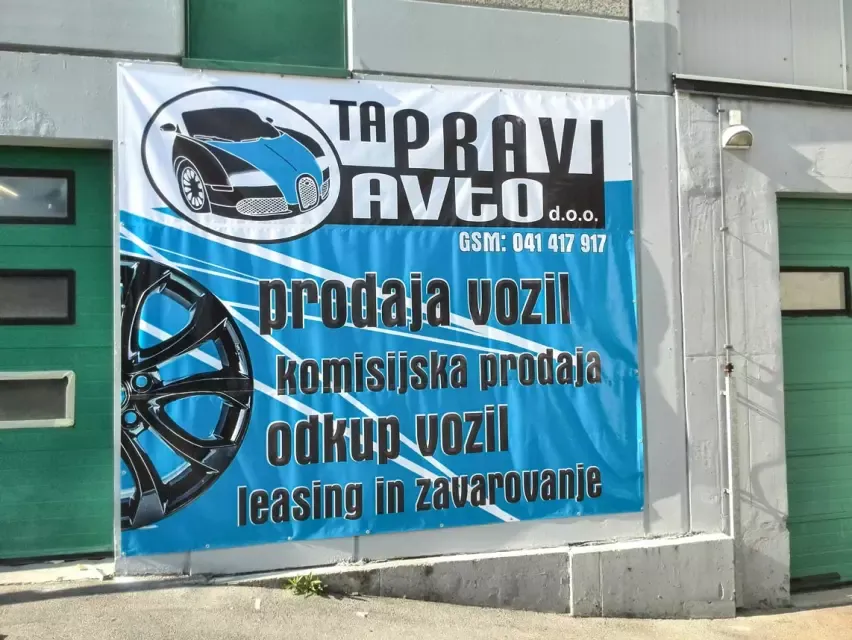 TA PRAVI
AVTO d.o.o.
GSM: 041 417 917
prodaja vozil
komisijska prodaja
odkup vozil
leasing in zavarovanje